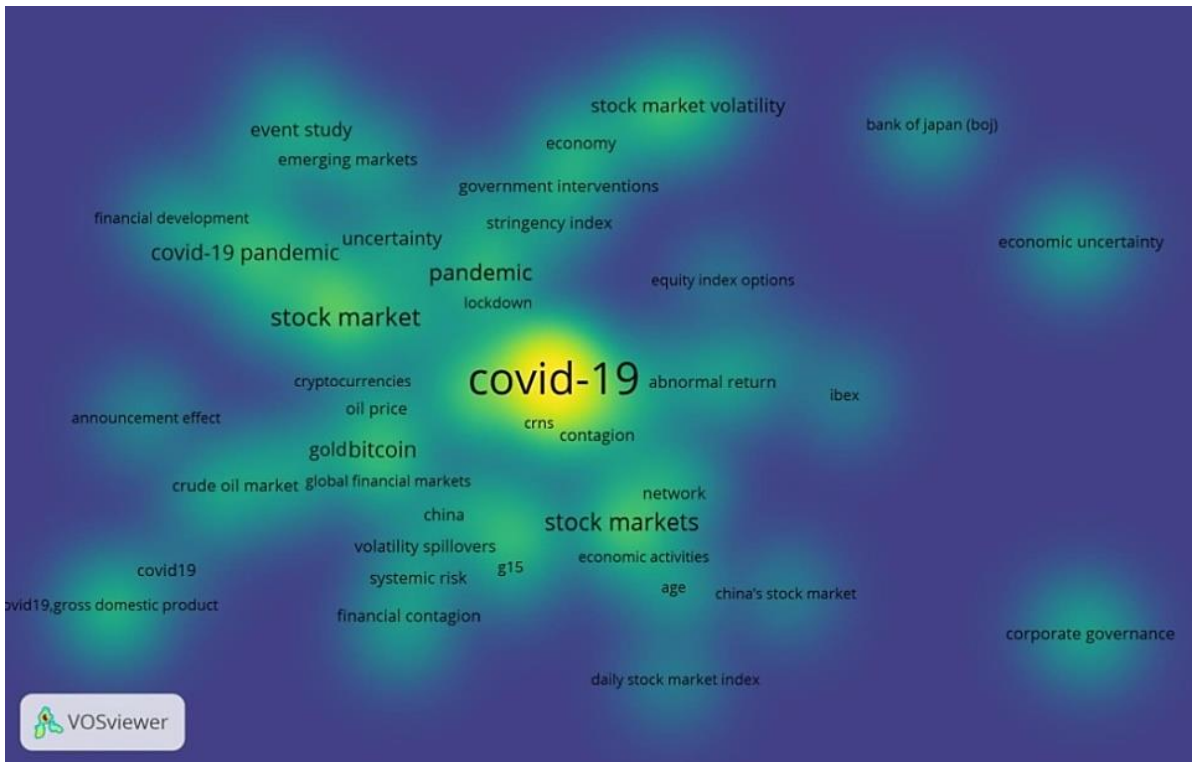 stock market volatility
bank of japan (boj)
event study
economy
emerging markets
government interventions
financial development
stringency index
uncertainty
economic uncertainty
covid-19 pandemic
pandemic
equity index options
lockdown
stock market
covid-19
cryptocurrencies
abnormal return
ibex
oil price
announcement effect
crns
contagion
gold
bitcoin
crude oil market
global financial markets
network
china
stock markets
volatility spillovers
economic activities
g15
covid19
systemic risk
age
china's stock market
ovid19,gross domestic product
financial contagion
corporate governance
daily stock market index
VOSviewer